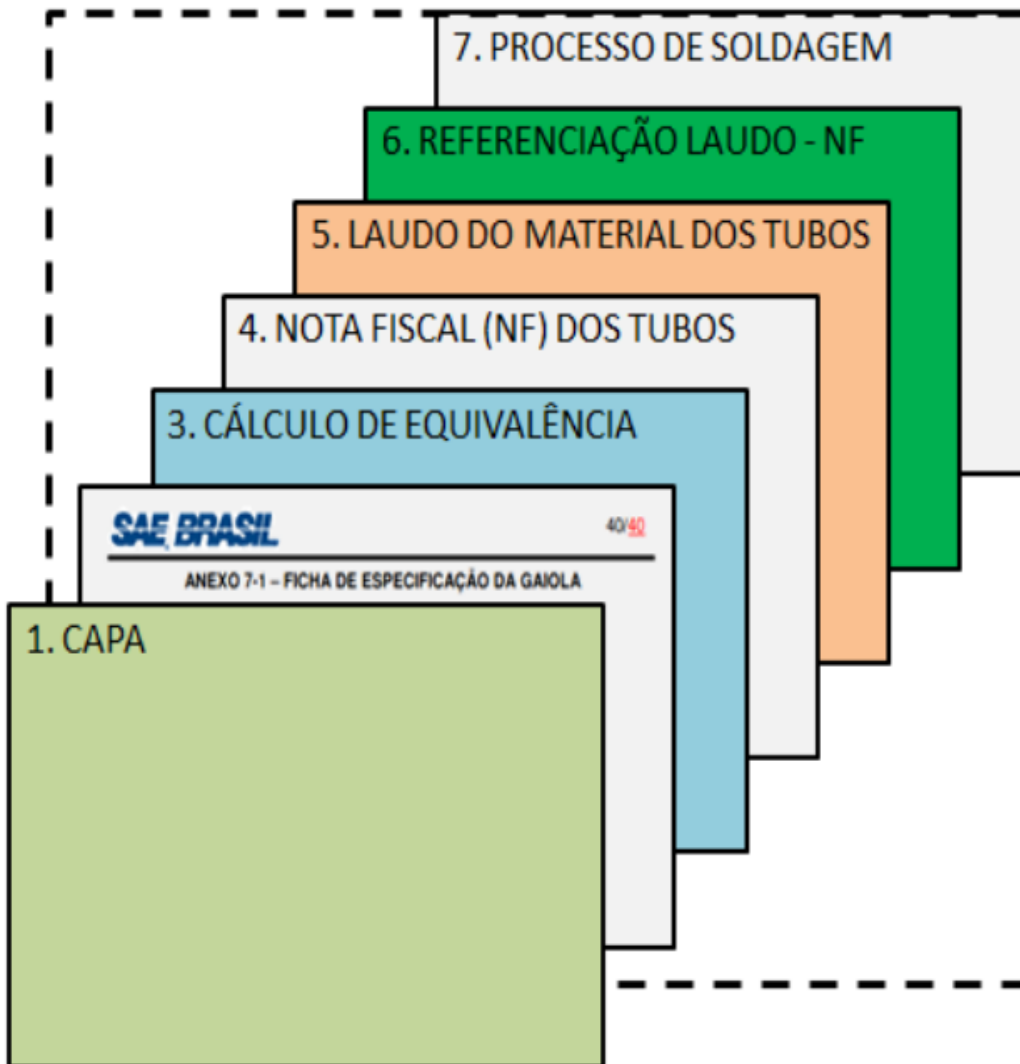 7. PROCESSO DE SOLDAGEM
6. REFERENCIAÇÃO LAUDO - NF
5. LAUDO DO MATERIAL DOS TUBOS
4. NOTA FISCAL (NF) DOS TUBOS
3. CÁLCULO DE EQUIVALÊNCIA
SAE BRASIL 40/40
ANEXO 7-1 – FICHA DE ESPECIFICAÇÃO DA GAIOLA
1. CAPA